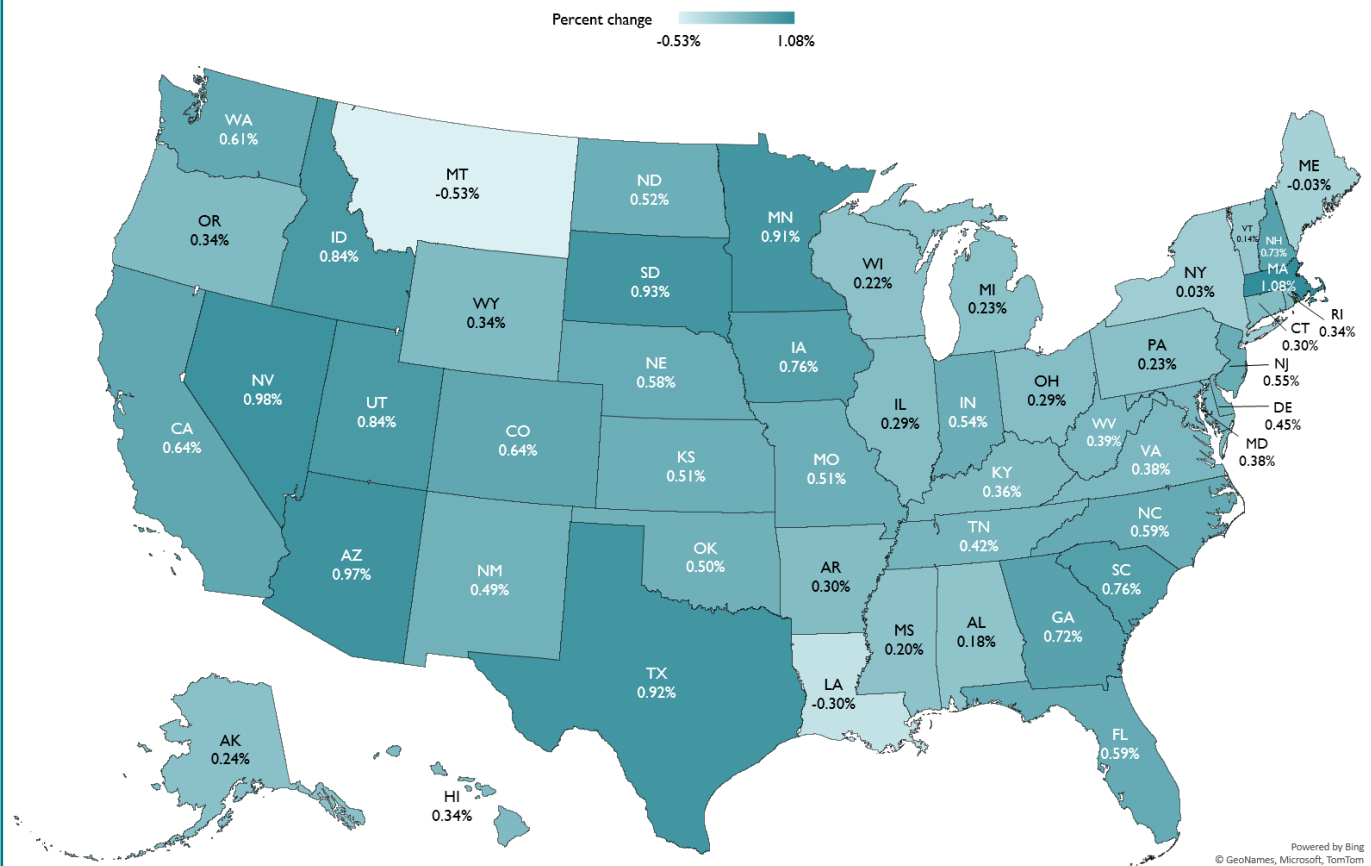 Percent change
-0.53% 1.08%
WA
0.61%
OR
0.34%
ID
0.84%
MT
-0.53%
ND
0.52%
MN
0.91%
SD
0.93%
WY
0.34%
WI
0.22%
MI
0.23%
ME
-0.03%
VT
0.14%
NH
0.73%
MA
1.08%
NY
0.03%
RI
0.34%
CT
0.30%
PA
0.23%
NJ
0.55%
DE
0.45%
MD
0.38%
NV
0.98%
UT
0.84%
CA
0.64%
CO
0.64%
NE
0.58%
IA
0.76%
KS
0.51%
MO
0.51%
IL
0.29%
IN
0.54%
OH
0.29%
WV
0.39%
VA
0.38%
KY
0.36%
NC
0.59%
TN
0.42%
SC
0.76%
AZ
0.97%
NM
0.49%
OK
0.50%
AR
0.30%
MS
0.20%
AL
0.18%
GA
0.72%
TX
0.92%
LA
-0.30%
FL
0.59%
AK
0.24%
HI
0.34%
Powered by Bing
© GeoNames, Microsoft, TomTom